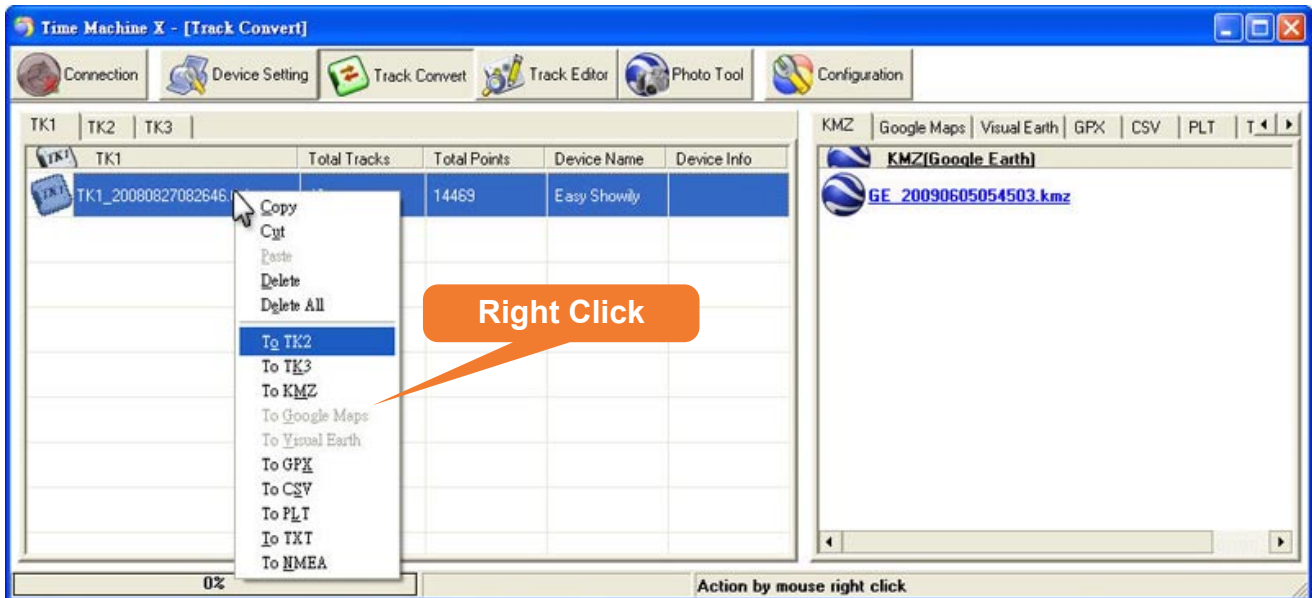 Time Machine X - [Track Convert]
Connection Device Setting Track Convert Track Editor Photo Tool Configuration
TK1 TK2 TK3
TK1 Total Tracks Total Points Device Name Device Info
TK1_20080827082646. 14469 Easy Showily
Copy
Cut
Paste
Delete
Delete All
To TK2
To TK3
To KMZ
To Google Maps
To Visual Earth
To GPX
To CSV
To PLT
To TXT
To NMEA
Right Click
KMZ Google Maps Visual Earth GPX CSV PLT T
KMZ[Google Earth]
GE_20090605054503.kmz
0% Action by mouse right click